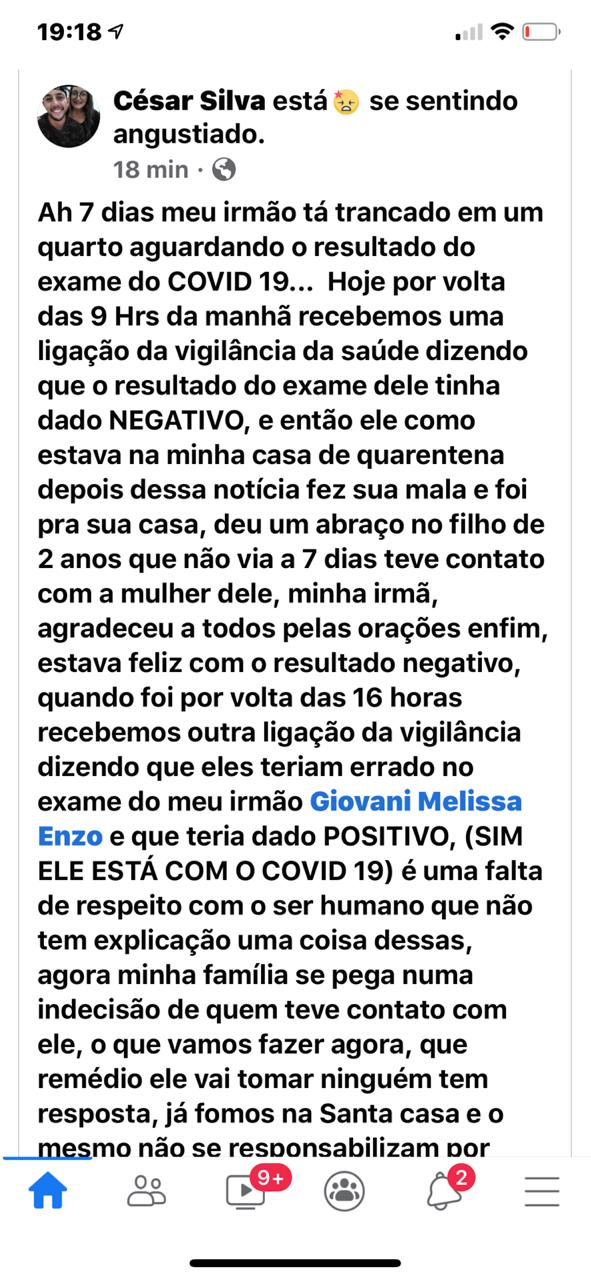 19:18
César Silva está se sentindo
angustiado.
18 min ·
Ah 7 dias meu irmão tá trancado em um
quarto aguardando o resultado do
exame do COVID 19... Hoje por volta
das 9 Hrs da manhã recebemos uma
ligação da vigilância da saúde dizendo
que o resultado do exame dele tinha
dado NEGATIVO, e então ele como
estava na minha casa de quarentena
depois dessa notícia fez sua mala e foi
pra sua casa, deu um abraço no filho de
2 anos que não via a 7 dias teve contato
com a mulher dele, minha irmã,
agradeceu a todos pelas orações enfim,
estava feliz com o resultado negativo,
quando foi por volta das 16 horas
recebemos outra ligação da vigilância
dizendo que eles teriam errado no
exame do meu irmão Giovani Melissa
Enzo e que teria dado POSITIVO, (SIM
ELE ESTÁ COM O COVID 19) é uma falta
de respeito com o ser humano que não
tem explicação uma coisa dessas,
agora minha família se pega numa
indecisão de quem teve contato com
ele, o que vamos fazer agora, que
remédio ele vai tomar ninguém tem
resposta, já fomos na Santa casa e o
mesmo não se responsabilizam por
9+
2